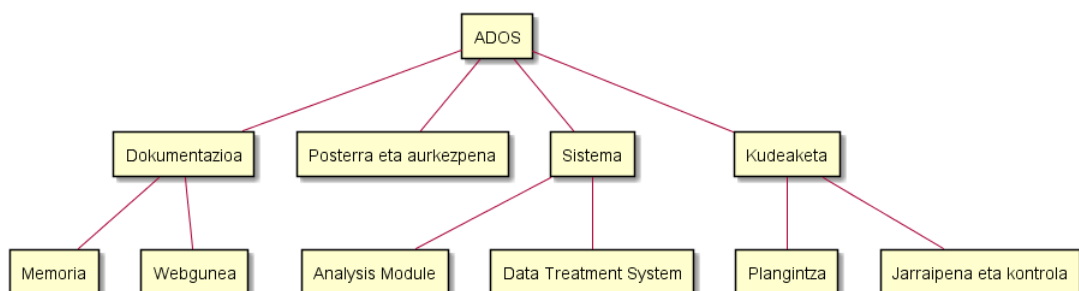 ADOS
Dokumentazioa
Posterra eta aurkezpena
Sistema
Kudeaketa
Memoria
Webgunea
Analysis Module
Data Treatment System
Plangintza
Jarraipena eta kontrola